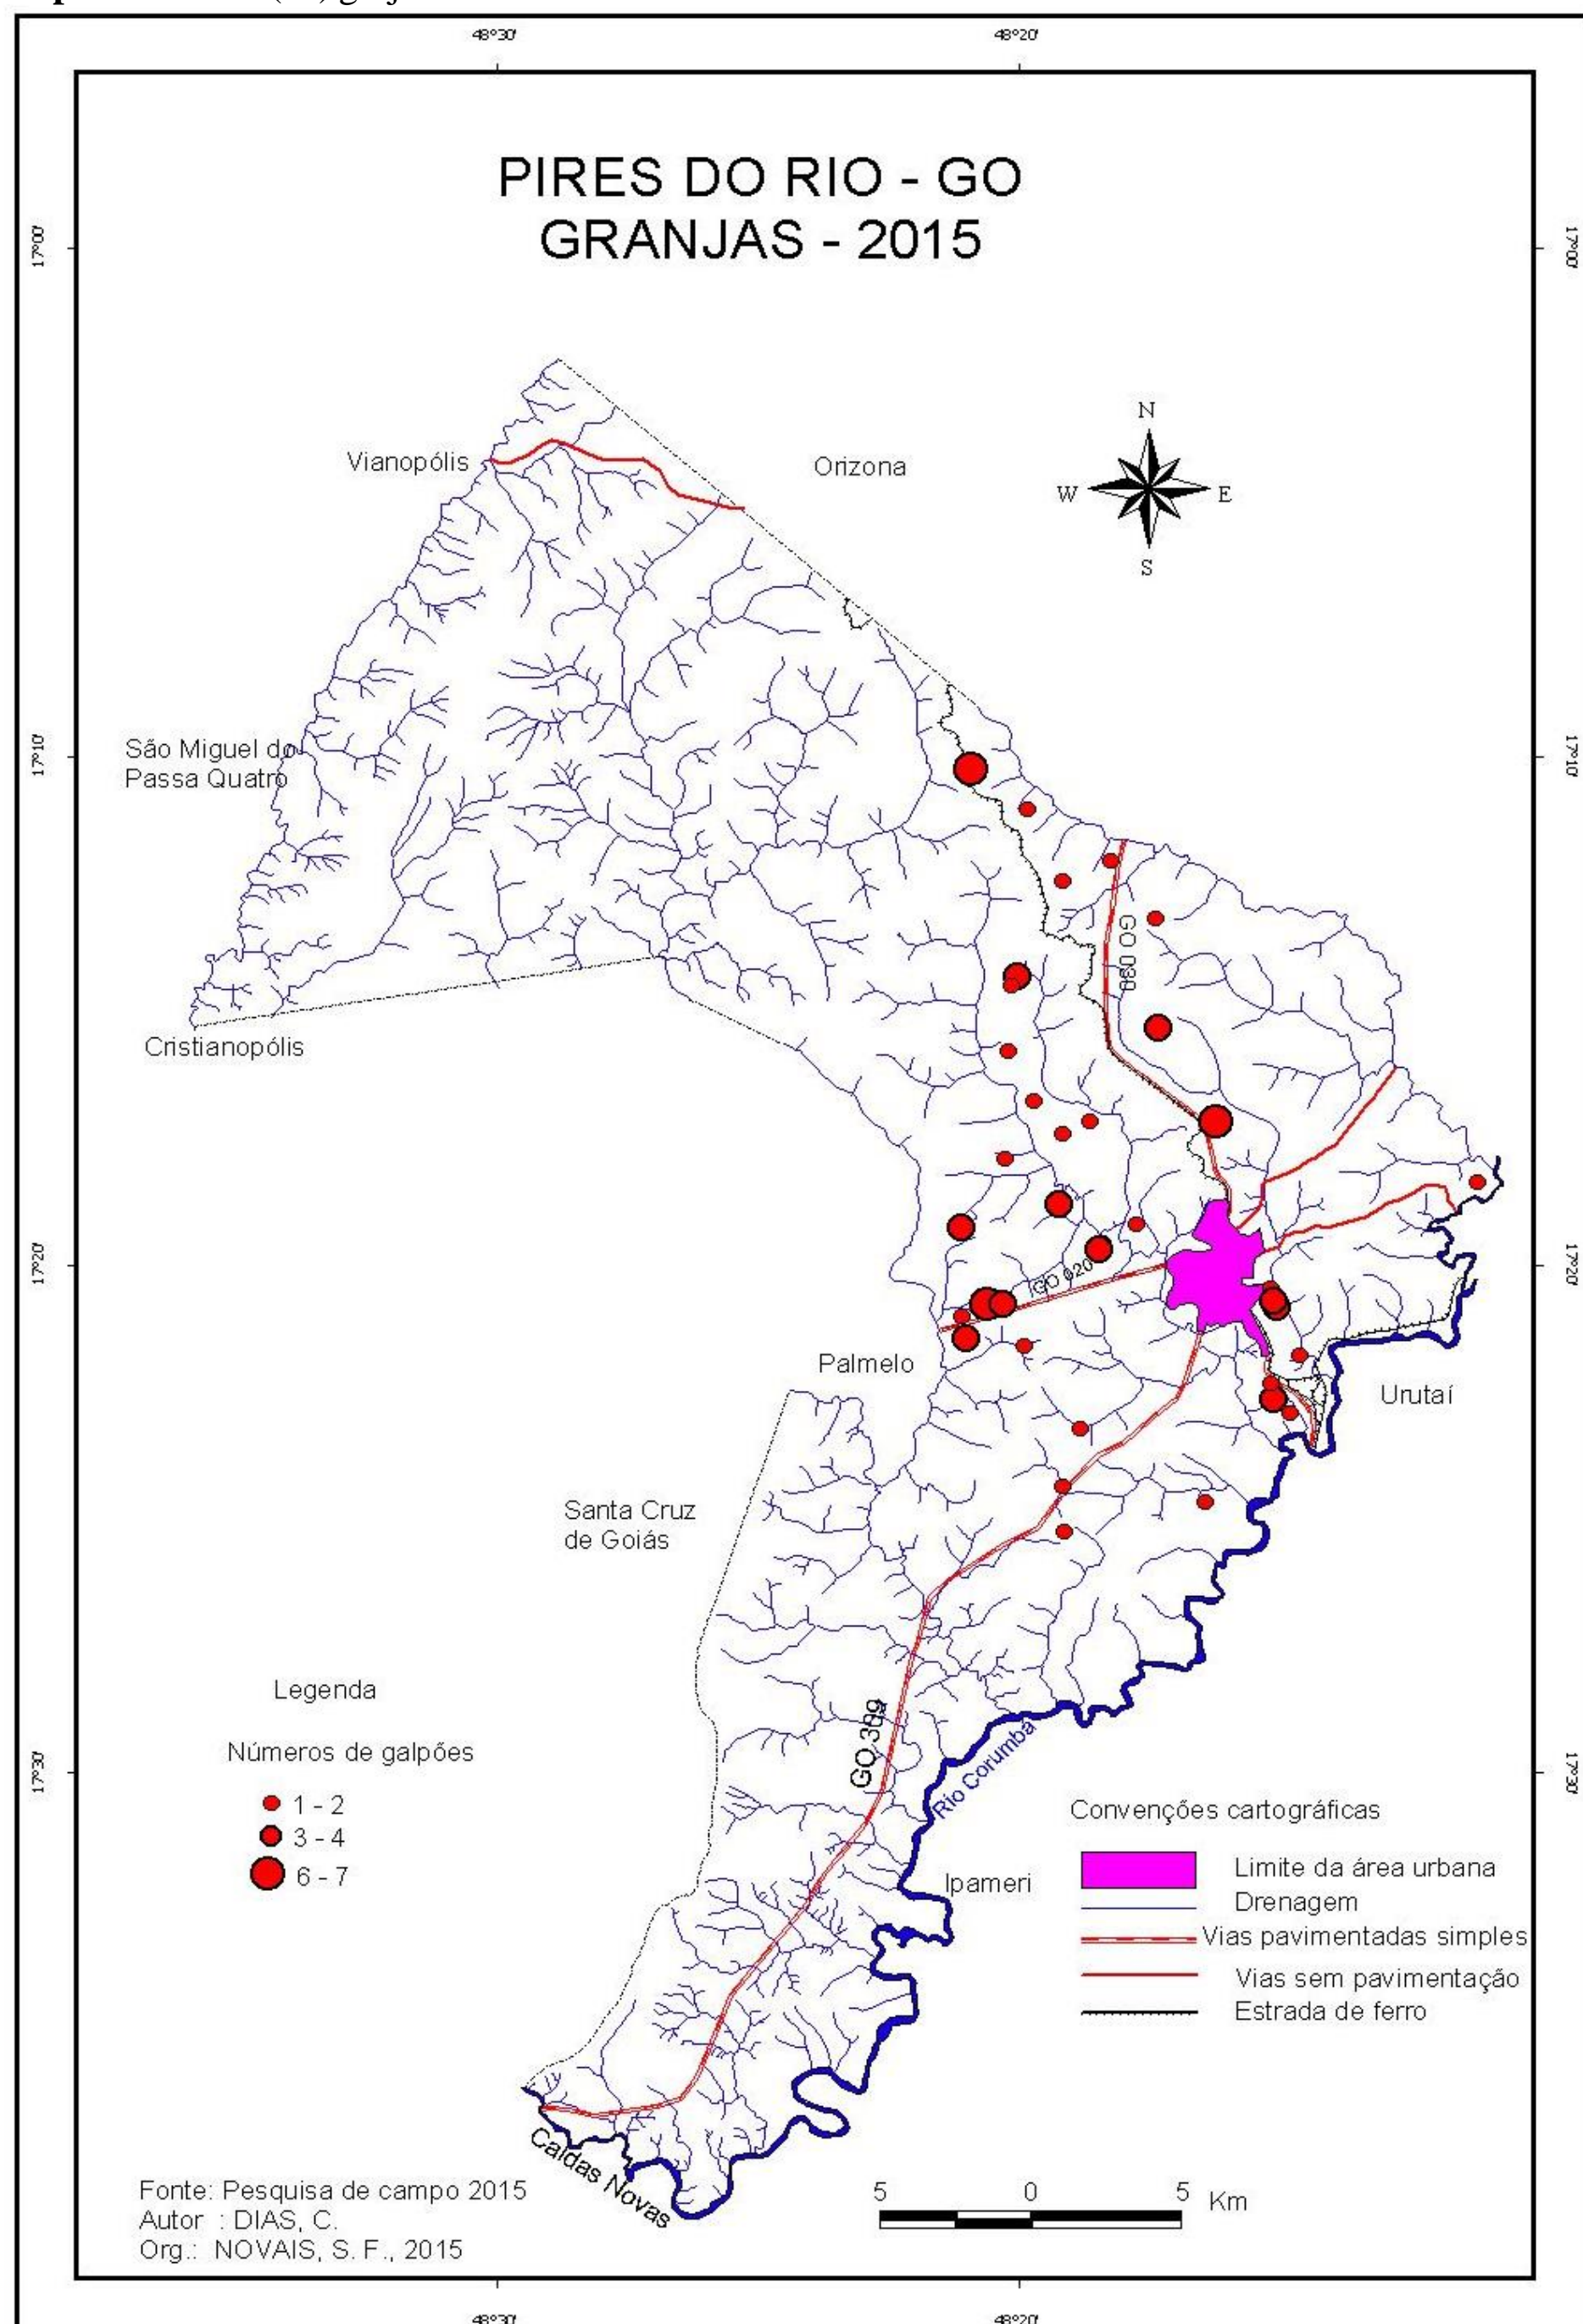 48°30'
48°20'
PIRES DO RIO - GO
GRANJAS - 2015
17°00'
17°00'
N
Vianopólis
Orizona
W
E
S
São Miguel do
Passa Quatro
17°10'
17°10'
GO 090
Cristianopólis
17°20'
17°20'
GO 020
Palmelo
Urutaí
Santa Cruz
de Goiás
Legenda
Números de galpões
1 - 2
3 - 4
6 - 7
GO 309
Rio Corumbá
17°30'
17°30'
Ipameri
Convenções cartográficas
Limite da área urbana
Drenagem
Vias pavimentadas simples
Vias sem pavimentação
Estrada de ferro
Caldas Novas
Fonte: Pesquisa de campo 2015
Autor : DIAS, C.
Org.: NOVAIS, S. F., 2015
5 0 5 Km
48°30'
48°20'